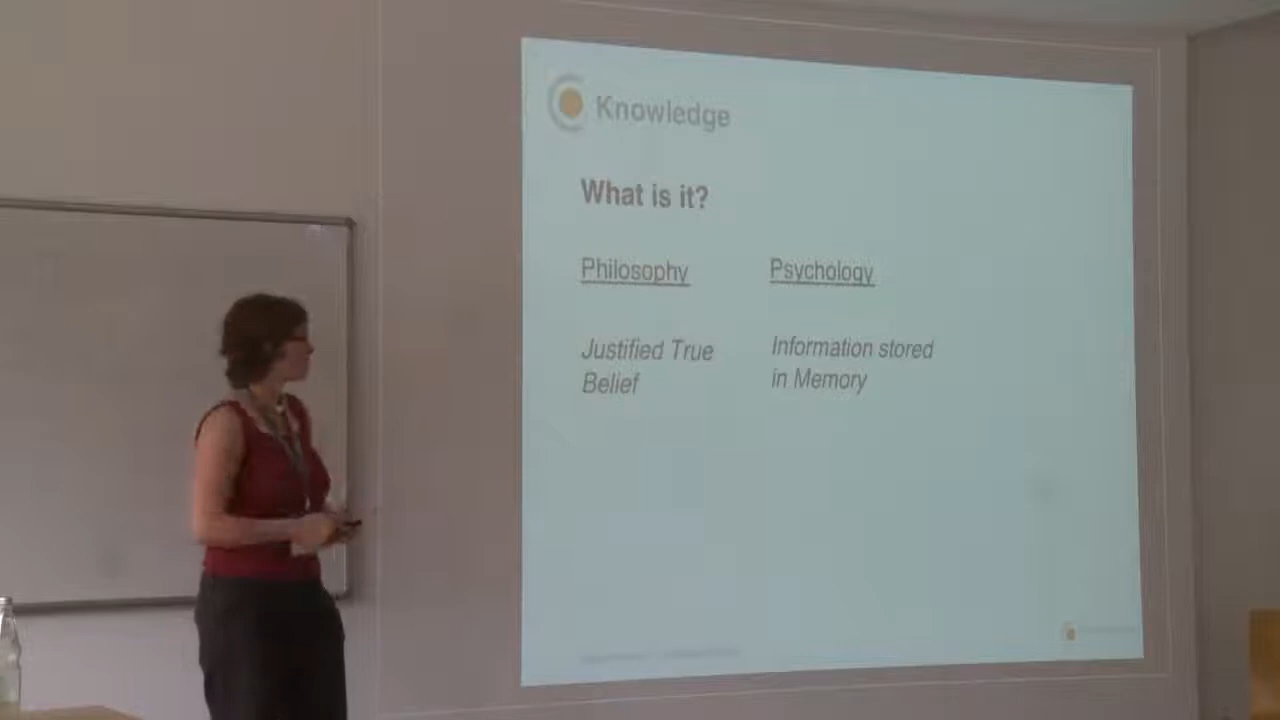 Knowledge
What is it?
Philosophy
Psychology
Justified True
Belief
Information stored
in Memory